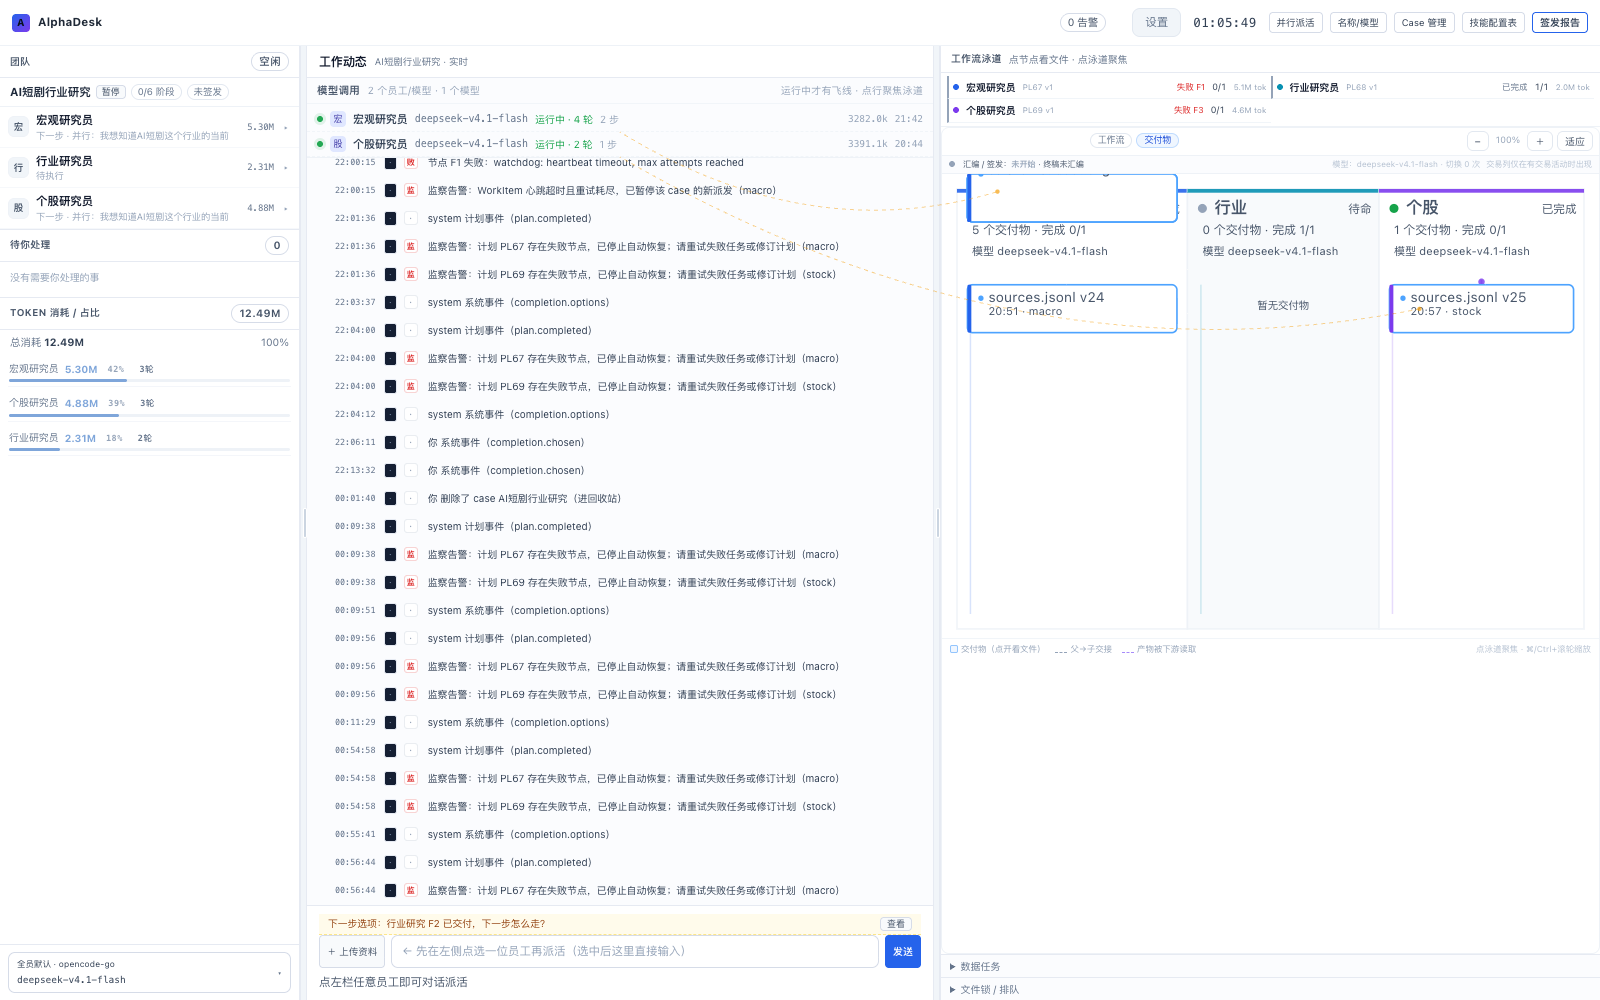 A AlphaDesk
0 告警
设置
01:05:49
并行派活
名称/模型
Case 管理
技能配置表
签发报告
团队
空闲
AI短剧行业研究 暂停 0/6 阶段 未签发
宏 宏观研究员
下一步 · 并行：我想知道AI短剧这个行业的当前
5.30M
行 行业研究员
待执行
2.31M
股 个股研究员
下一步 · 并行：我想知道AI短剧这个行业的当前
4.88M
待你处理
0
没有需要你处理的事
TOKEN 消耗 / 占比
12.49M
总消耗 12.49M
100%
宏观研究员 5.30M 42% 3轮
个股研究员 4.88M 39% 3轮
行业研究员 2.31M 18% 2轮
全员默认 · opencode-go
deepseek-v4.1-flash
工作动态 AI短剧行业研究 · 实时
模型调用 2 个员工/模型 · 1 个模型
运行中才有飞线 · 点行聚焦泳道
宏 宏观研究员 deepseek-v4.1-flash 运行中 · 4 轮 2 步 3282.0k 21:42
股 个股研究员 deepseek-v4.1-flash 运行中 · 2 轮 1 步 3391.1k 20:44
22:00:15 败 节点 F1 失败：watchdog: heartbeat timeout, max attempts reached
22:00:15 监 监察告警：WorkItem 心跳超时且重试耗尽，已暂停该 case 的新派发（macro）
22:01:36 system 计划事件（plan.completed）
22:01:36 监 监察告警：计划 PL67 存在失败节点，已停止自动恢复；请重试失败任务或修订计划（macro）
22:01:36 监 监察告警：计划 PL69 存在失败节点，已停止自动恢复；请重试失败任务或修订计划（stock）
22:03:37 system 系统事件（completion.options）
22:04:00 system 计划事件（plan.completed）
22:04:00 监 监察告警：计划 PL67 存在失败节点，已停止自动恢复；请重试失败任务或修订计划（macro）
22:04:00 监 监察告警：计划 PL69 存在失败节点，已停止自动恢复；请重试失败任务或修订计划（stock）
22:04:12 system 系统事件（completion.options）
22:06:11 你 系统事件（completion.chosen）
22:13:32 你 系统事件（completion.chosen）
00:01:40 你 删除了 case AI短剧行业研究（进回收站）
00:09:38 system 计划事件（plan.completed）
00:09:38 监 监察告警：计划 PL67 存在失败节点，已停止自动恢复；请重试失败任务或修订计划（macro）
00:09:38 监 监察告警：计划 PL69 存在失败节点，已停止自动恢复；请重试失败任务或修订计划（stock）
00:09:51 system 系统事件（completion.options）
00:09:56 system 计划事件（plan.completed）
00:09:56 监 监察告警：计划 PL67 存在失败节点，已停止自动恢复；请重试失败任务或修订计划（macro）
00:09:56 监 监察告警：计划 PL69 存在失败节点，已停止自动恢复；请重试失败任务或修订计划（stock）
00:11:29 system 系统事件（completion.options）
00:54:58 system 计划事件（plan.completed）
00:54:58 监 监察告警：计划 PL67 存在失败节点，已停止自动恢复；请重试失败任务或修订计划（macro）
00:54:58 监 监察告警：计划 PL69 存在失败节点，已停止自动恢复；请重试失败任务或修订计划（stock）
00:55:41 system 系统事件（completion.options）
00:56:44 system 计划事件（plan.completed）
00:56:44 监 监察告警：计划 PL67 存在失败节点，已停止自动恢复；请重试失败任务或修订计划（macro）
下一步选项：行业研究 F2 已交付，下一步怎么走？
查看
+ 上传资料
← 先在左侧点选一位员工再派活（选中后这里直接输入）
发送
点左栏任意员工即可对话派活
工作流泳道 点节点看文件 · 点泳道聚焦
宏观研究员 PL67 v1 失败 F1 0/1 5.1M tok
行业研究员 PL68 v1 已完成 1/1 2.0M tok
个股研究员 PL69 v1 失败 F3 0/1 4.6M tok
工作流 交付物
− 100% + 适应
汇编 / 签发：未开始 · 终稿未汇编
模型：deepseek-v4.1-flash · 切换 0 次 交易列仅在有交易活动时出现
5 个交付物 · 完成 0/1
模型 deepseek-v4.1-flash
sources.jsonl v24
20:51 · macro
行业 待命
0 个交付物 · 完成 1/1
模型 deepseek-v4.1-flash
暂无交付物
个股 已完成
1 个交付物 · 完成 0/1
模型 deepseek-v4.1-flash
sources.jsonl v25
20:57 · stock
交付物（点开看文件） 父→子交接 产物被下游读取
点泳道聚焦 · ⌘/Ctrl+滚轮缩放
▶ 数据任务
▶ 文件锁 / 排队